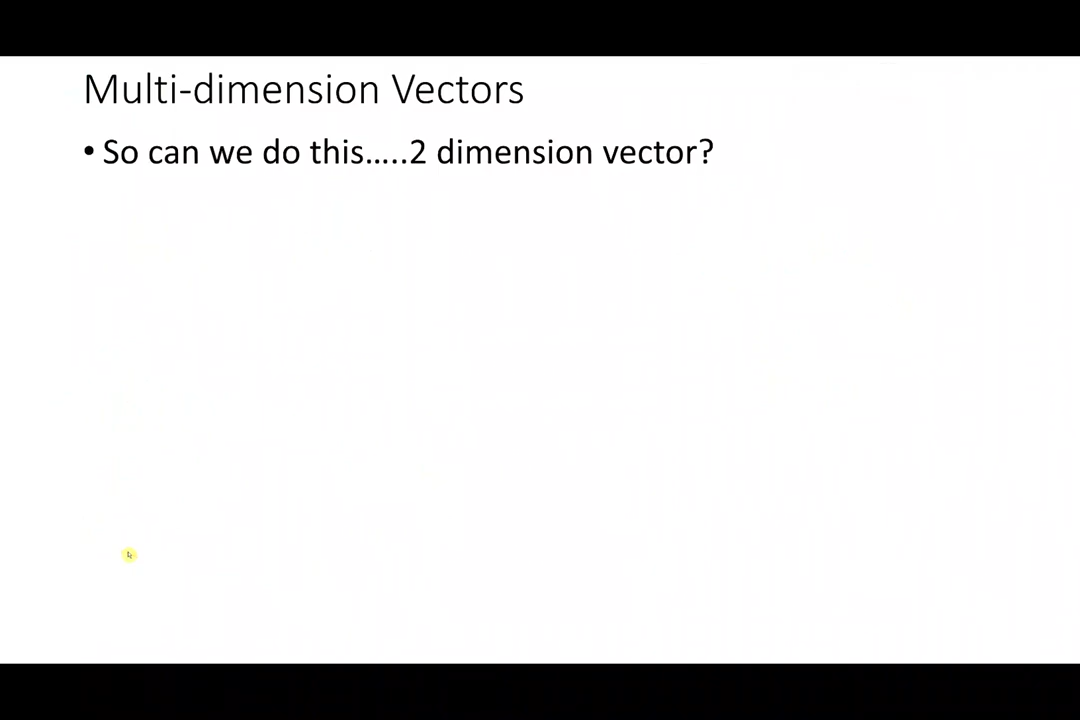 Multi-dimension Vectors
• So can we do this…..2 dimension vector?